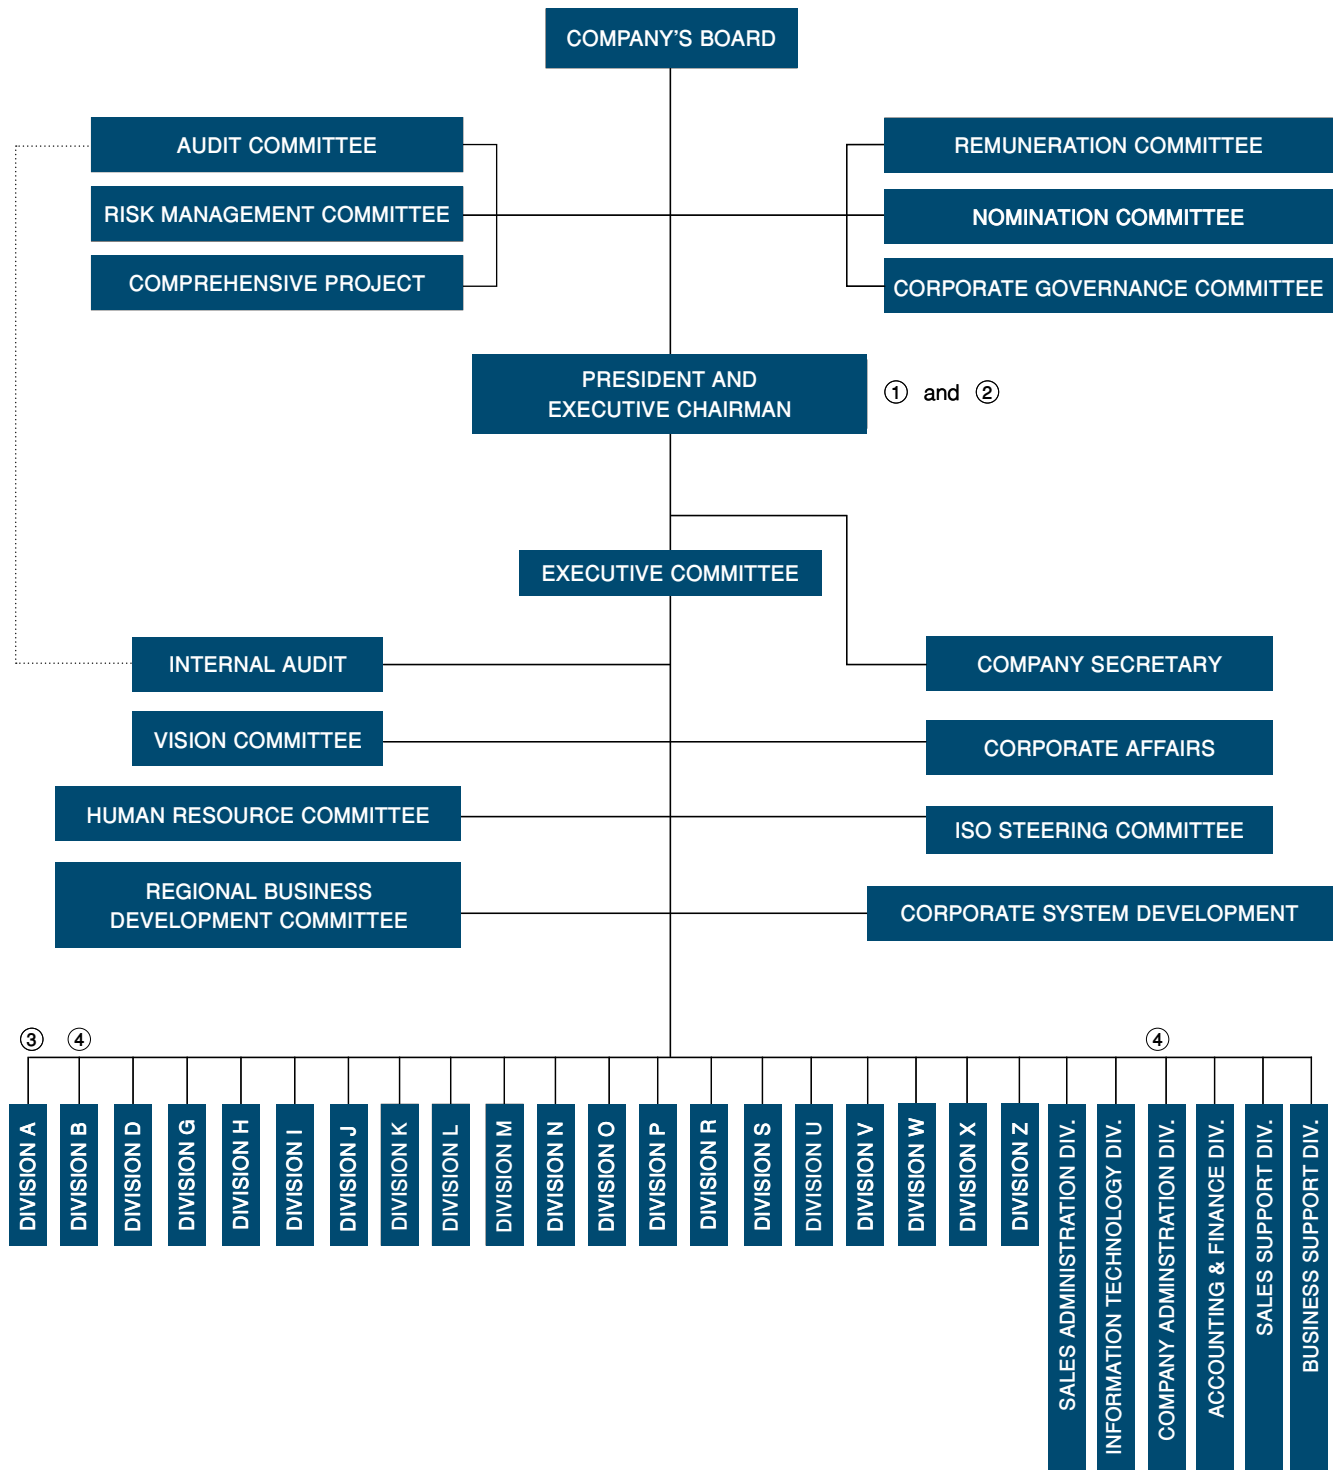 COMPANY'S BOARD
AUDIT COMMITTEE
REMUNERATION COMMITTEE
RISK MANAGEMENT COMMITTEE
NOMINATION COMMITTEE
COMPREHENSIVE PROJECT
CORPORATE GOVERNANCE COMMITTEE
PRESIDENT AND
EXECUTIVE CHAIRMAN
① and ②
EXECUTIVE COMMITTEE
INTERNAL AUDIT
COMPANY SECRETARY
VISION COMMITTEE
CORPORATE AFFAIRS
HUMAN RESOURCE COMMITTEE
ISO STEERING COMMITTEE
REGIONAL BUSINESS
DEVELOPMENT COMMITTEE
CORPORATE SYSTEM DEVELOPMENT
③
④
④
DIVISION A
DIVISION B
DIVISION D
DIVISION G
DIVISION H
DIVISION I
DIVISION J
DIVISION K
DIVISION L
DIVISION M
DIVISION N
DIVISION O
DIVISION P
DIVISION R
DIVISION S
DIVISION U
DIVISION V
DIVISION W
DIVISION X
DIVISION Z
SALES ADMINISTRATION DIV.
INFORMATION TECHNOLOGY DIV.
COMPANY ADMINSTRATION DIV.
ACCOUNTING & FINANCE DIV.
SALES SUPPORT DIV.
BUSINESS SUPPORT DIV.